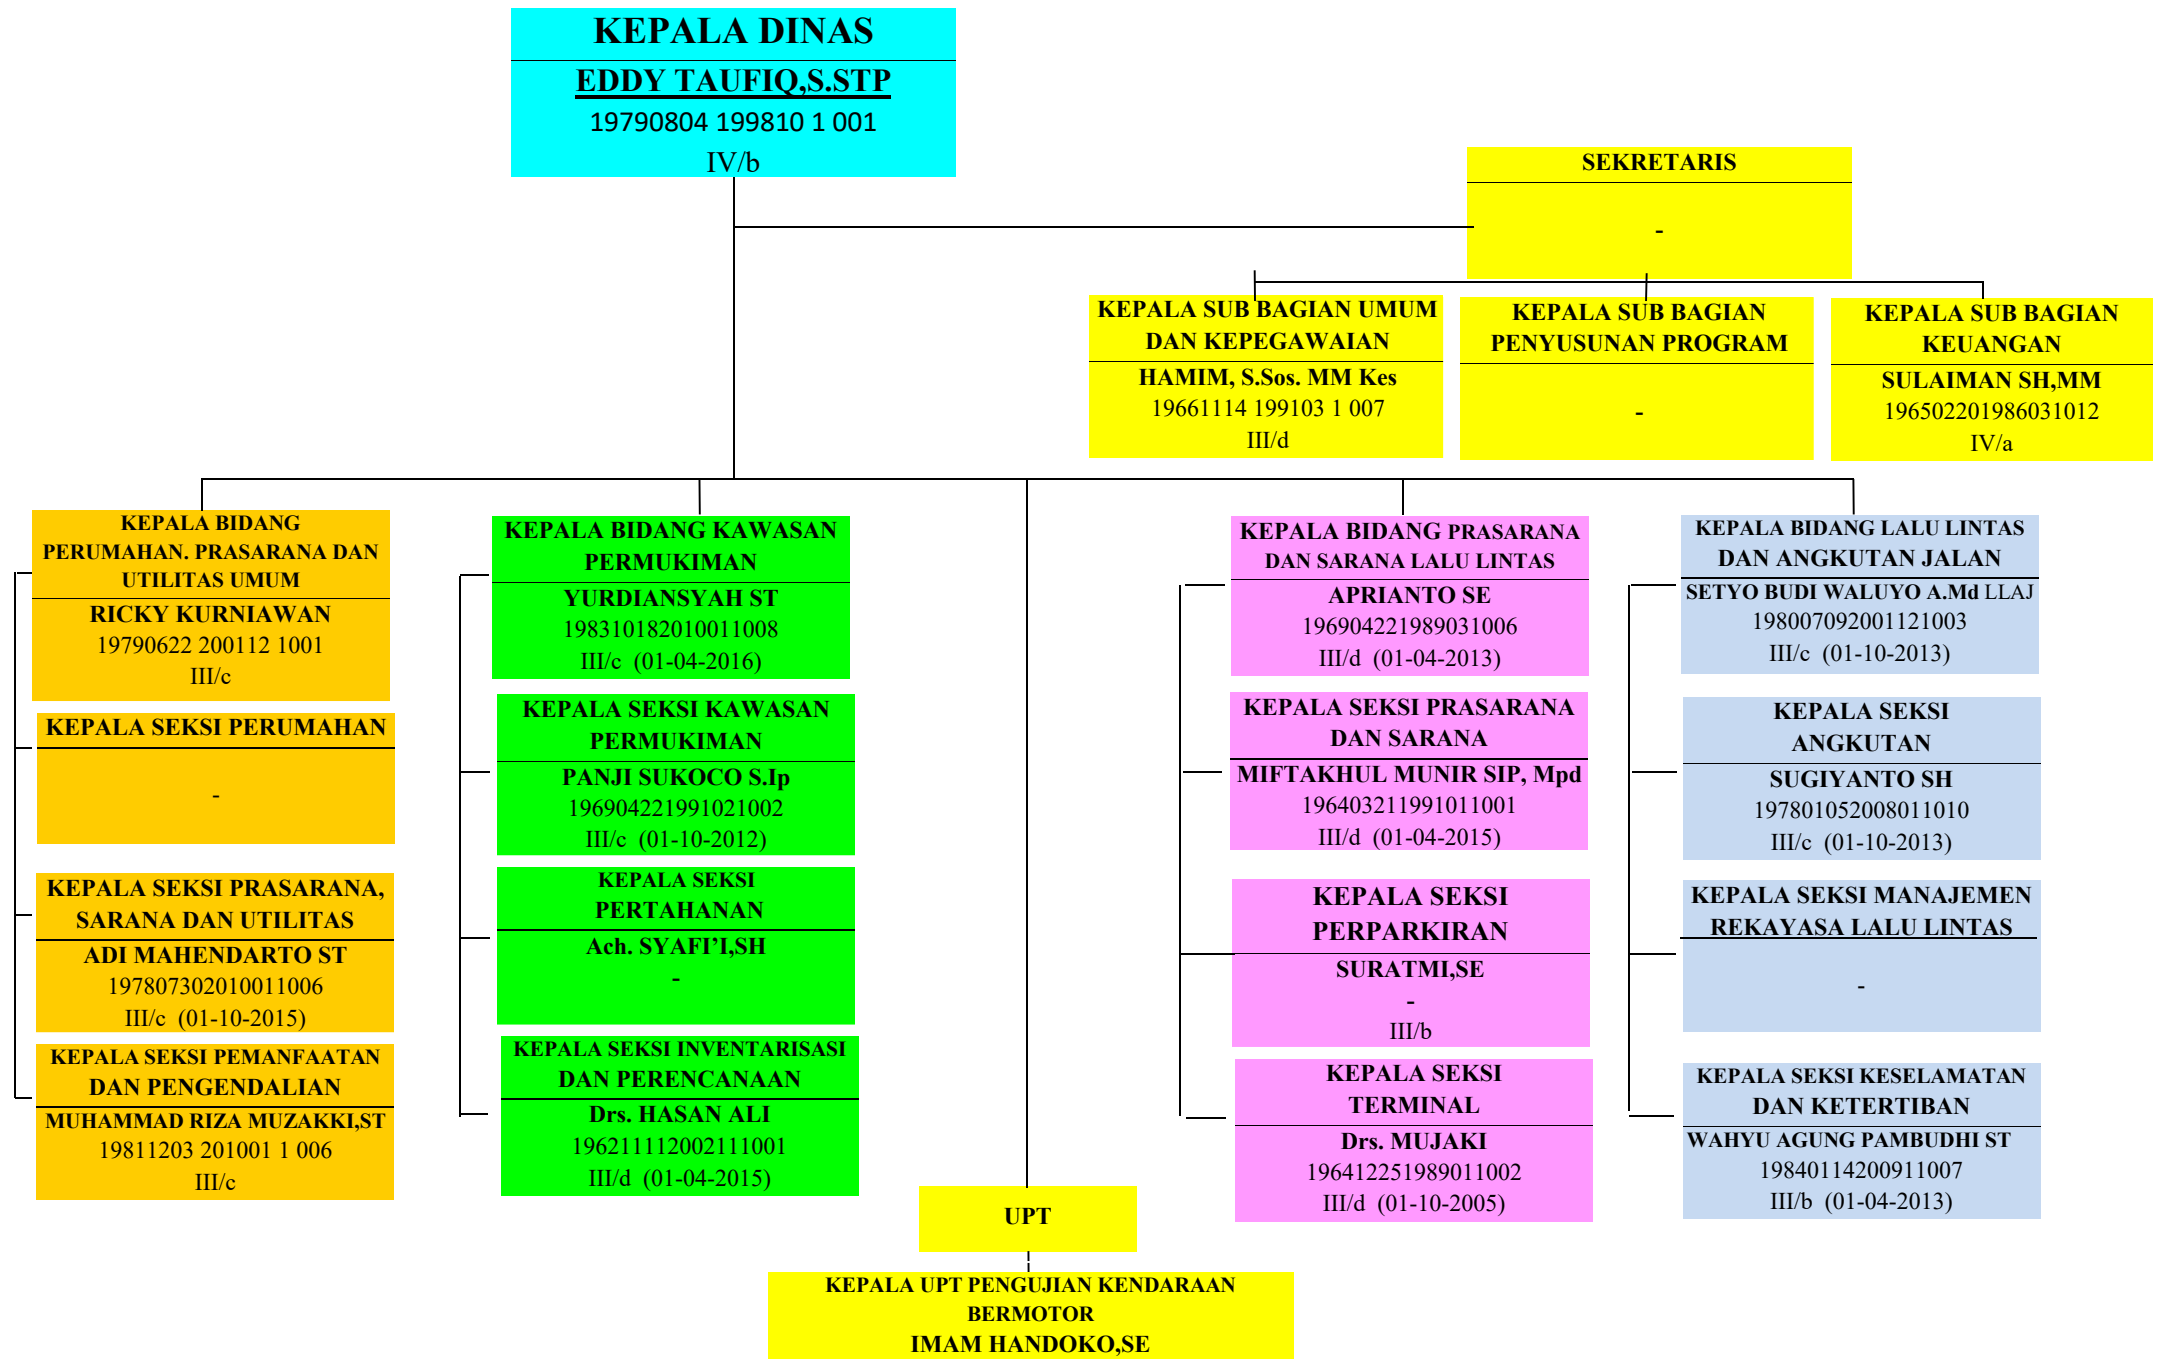 KEPALA DINAS
EDDY TAUFIQ,S.STP
19790804 199810 1 001
IV/b
SEKRETARIS
-
KEPALA SUB BAGIAN UMUM
DAN KEPEGAWAIAN
HAMIM, S.Sos. MM Kes
19661114 199103 1 007
III/d
KEPALA SUB BAGIAN
PENYUSUNAN PROGRAM
-
KEPALA SUB BAGIAN
KEUANGAN
SULAIMAN SH,MM
196502201986031012
IV/a
KEPALA BIDANG
PERUMAHAN. PRASARANA DAN
UTILITAS UMUM
RICKY KURNIAWAN
19790622 200112 1001
III/c
KEPALA SEKSI PERUMAHAN
-
KEPALA SEKSI PRASARANA,
SARANA DAN UTILITAS
ADI MAHENDARTO ST
197807302010011006
III/c (01-10-2015)
KEPALA SEKSI PEMANFAATAN
DAN PENGENDALIAN
MUHAMMAD RIZA MUZAKKI,ST
19811203 201001 1 006
III/c
KEPALA BIDANG KAWASAN
PERMUKIMAN
YURDIANSYAH ST
198310182010011008
III/c (01-04-2016)
KEPALA SEKSI KAWASAN
PERMUKIMAN
PANJI SUKOCO S.Ip
196904221991021002
III/c (01-10-2012)
KEPALA SEKSI
PERTAHANAN
Ach. SYAFI’I,SH
-
KEPALA SEKSI INVENTARISASI
DAN PERENCANAAN
Drs. HASAN ALI
196211112002111001
III/d (01-04-2015)
KEPALA BIDANG PRASARANA
DAN SARANA LALU LINTAS
APRIANTO SE
196904221989031006
III/d (01-04-2013)
KEPALA SEKSI PRASARANA
DAN SARANA
MIFTAKHUL MUNIR SIP, Mpd
196403211991011001
III/d (01-04-2015)
KEPALA SEKSI
PERPARKIRAN
SURATMI,SE
-
III/b
KEPALA SEKSI
TERMINAL
Drs. MUJAKI
196412251989011002
III/d (01-10-2005)
KEPALA BIDANG LALU LINTAS
DAN ANGKUTAN JALAN
SETYO BUDI WALUYO A.Md LLAJ
198007092001121003
III/c (01-10-2013)
KEPALA SEKSI
ANGKUTAN
SUGIYANTO SH
197801052008011010
III/c (01-10-2013)
KEPALA SEKSI MANAJEMEN
REKAYASA LALU LINTAS
-
KEPALA SEKSI KESELAMATAN
DAN KETERTIBAN
WAHYU AGUNG PAMBUDHI ST
19840114200911007
III/b (01-04-2013)
UPT
KEPALA UPT PENGUJIAN KENDARAAN
BERMOTOR
IMAM HANDOKO,SE